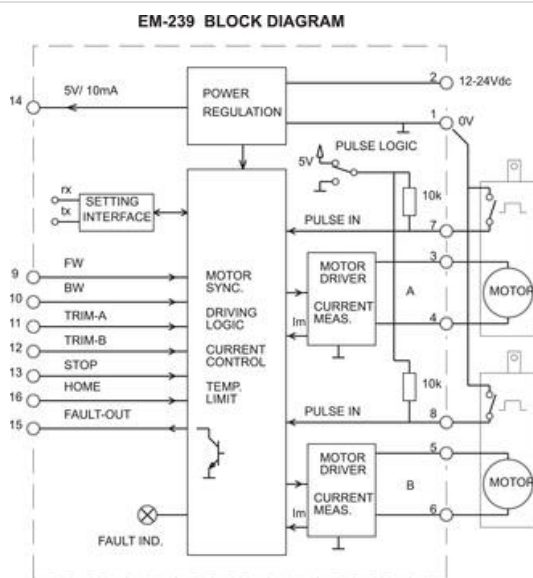 EM-239 BLOCK DIAGRAM
14
5V/ 10mA
POWER
REGULATION
2
12-24Vdc
1
0V
5V
PULSE LOGIC
10k
rx
tx
SETTING
INTERFACE
PULSE IN
7
9
FW
10
BW
11
TRIM-A
12
TRIM-B
13
STOP
16
HOME
15
FAULT-OUT
MOTOR
SYNC.
DRIVING
LOGIC
CURRENT
CONTROL
TEMP.
LIMIT
MOTOR
DRIVER
CURRENT
MEAS.
A
Im
3
4
MOTOR
10k
PULSE IN
8
MOTOR
DRIVER
CURRENT
MEAS.
B
Im
5
6
MOTOR
FAULT IND.